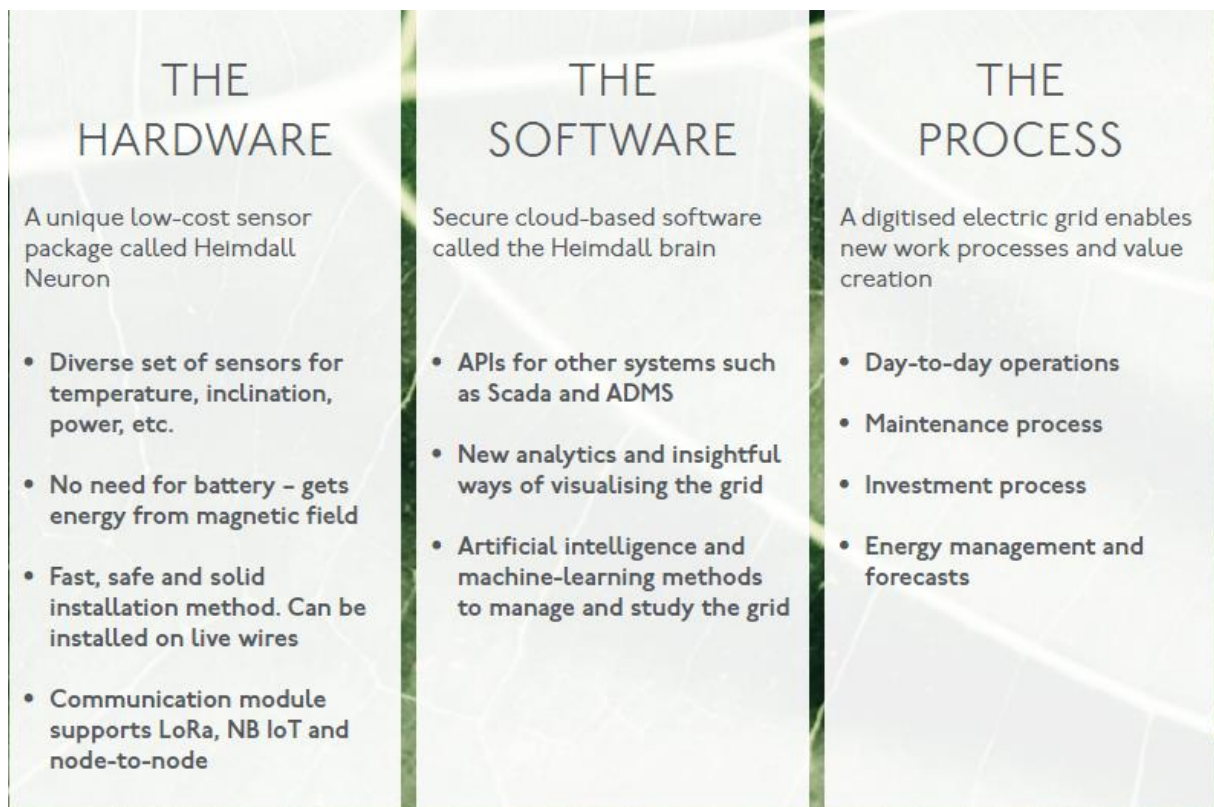 THE
HARDWARE
A unique low-cost sensor
package called Heimdall
Neuron
• Diverse set of sensors for
temperature, inclination,
power, etc.
• No need for battery – gets
energy from magnetic field
• Fast, safe and solid
installation method. Can be
installed on live wires
• Communication module
supports LoRa, NB IoT and
node-to-node
THE
SOFTWARE
Secure cloud-based software
called the Heimdall brain
• APIs for other systems such
as Scada and ADMS
• New analytics and insightful
ways of visualising the grid
• Artificial intelligence and
machine-learning methods
to manage and study the grid
THE
PROCESS
A digitised electric grid enables
new work processes and value
creation
• Day-to-day operations
• Maintenance process
• Investment process
• Energy management and
forecasts